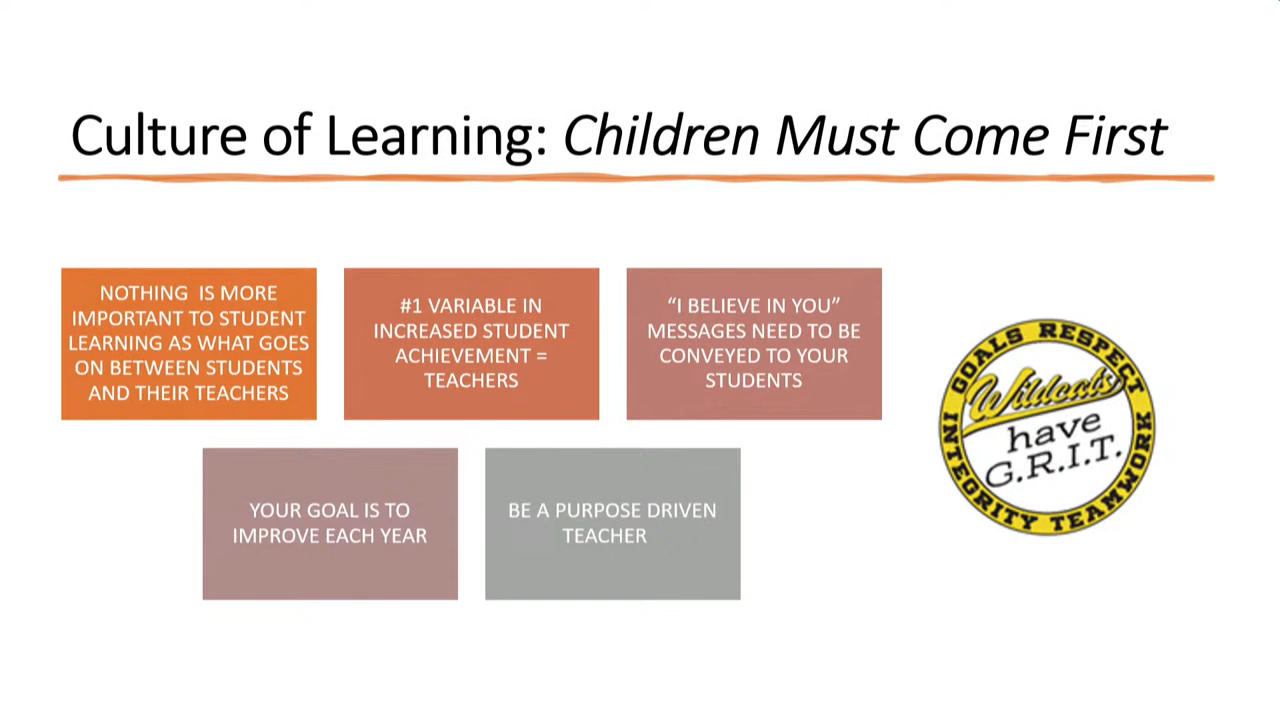 Culture of Learning: Children Must Come First
NOTHING IS MORE
IMPORTANT TO STUDENT
LEARNING AS WHAT GOES
ON BETWEEN STUDENTS
AND THEIR TEACHERS
#1 VARIABLE IN
INCREASED STUDENT
ACHIEVEMENT =
TEACHERS
“I BELIEVE IN YOU”
MESSAGES NEED TO BE
CONVEYED TO YOUR
STUDENTS
YOUR GOAL IS TO
IMPROVE EACH YEAR
BE A PURPOSE DRIVEN
TEACHER
GOALS RESPECT
INTEGRITY TEAMWORK
Wildcats
have
G.R.I.T.